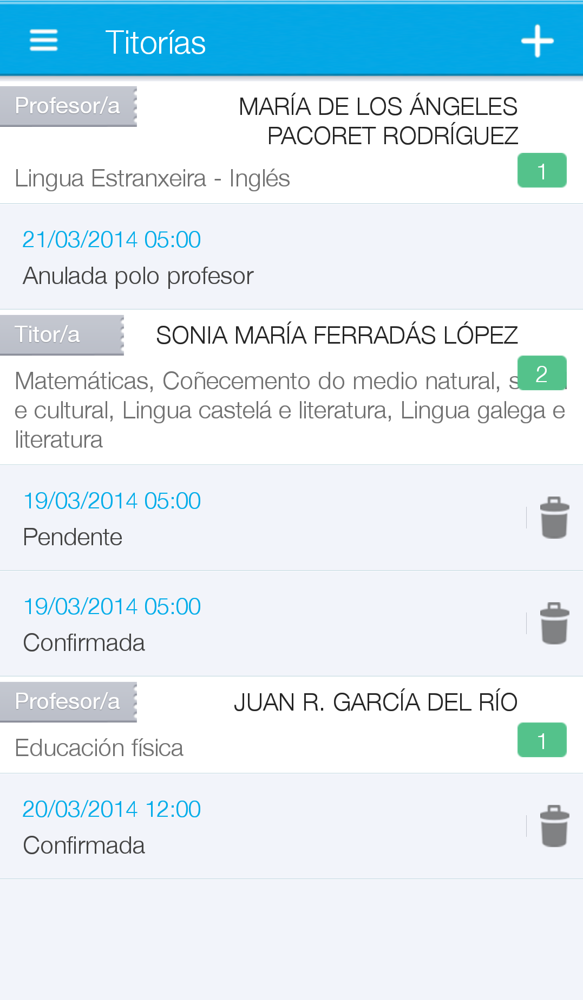 Titorías
Profesor/a
MARÍA DE LOS ÁNGELES
PACORET RODRÍGUEZ
Lingua Estranxeira - Inglés
1
21/03/2014 05:00
Anulada polo profesor
Titor/a
SONIA MARÍA FERRADÁS LÓPEZ
2
Matemáticas, Coñecemento do medio natural,
e cultural, Lingua castelá e literatura, Lingua galega e
literatura
19/03/2014 05:00
Pendente
19/03/2014 05:00
Confirmada
Profesor/a
JUAN R. GARCÍA DEL RÍO
Educación física
1
20/03/2014 12:00
Confirmada